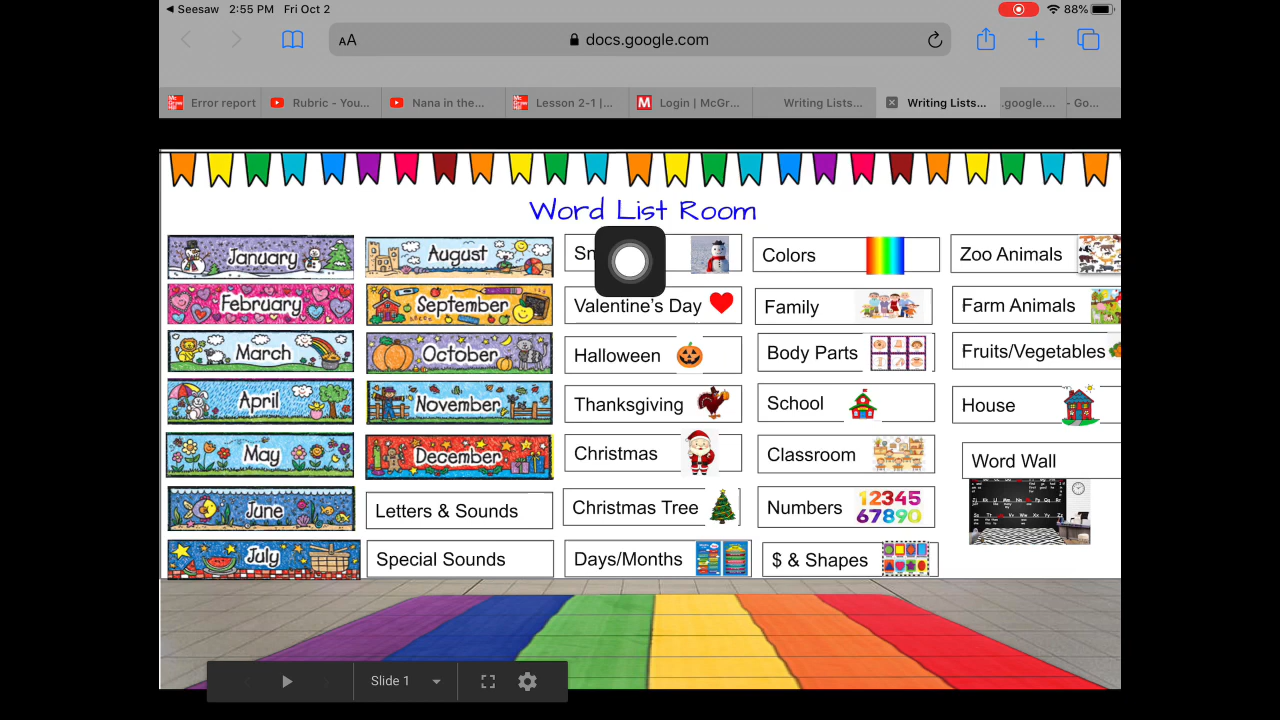 Seesaw 2:55 PM Fri Oct 2 88%
AA docs.google.com
Error report Rubric - You... Nana in the... Lesson 2-1 |... Login | McGr... Writing Lists... Writing Lists... .google.... - Go...
Word List Room
January
February
March
April
May
June
July
August
September
October
November
December
Letters & Sounds
Special Sounds
Valentine's Day
Halloween
Thanksgiving
Christmas
Christmas Tree
Days/Months
Colors
Family
Body Parts
School
Classroom
Numbers
12345
67890
$ & Shapes
Zoo Animals
Farm Animals
Fruits/Vegetables
House
Word Wall
Slide 1